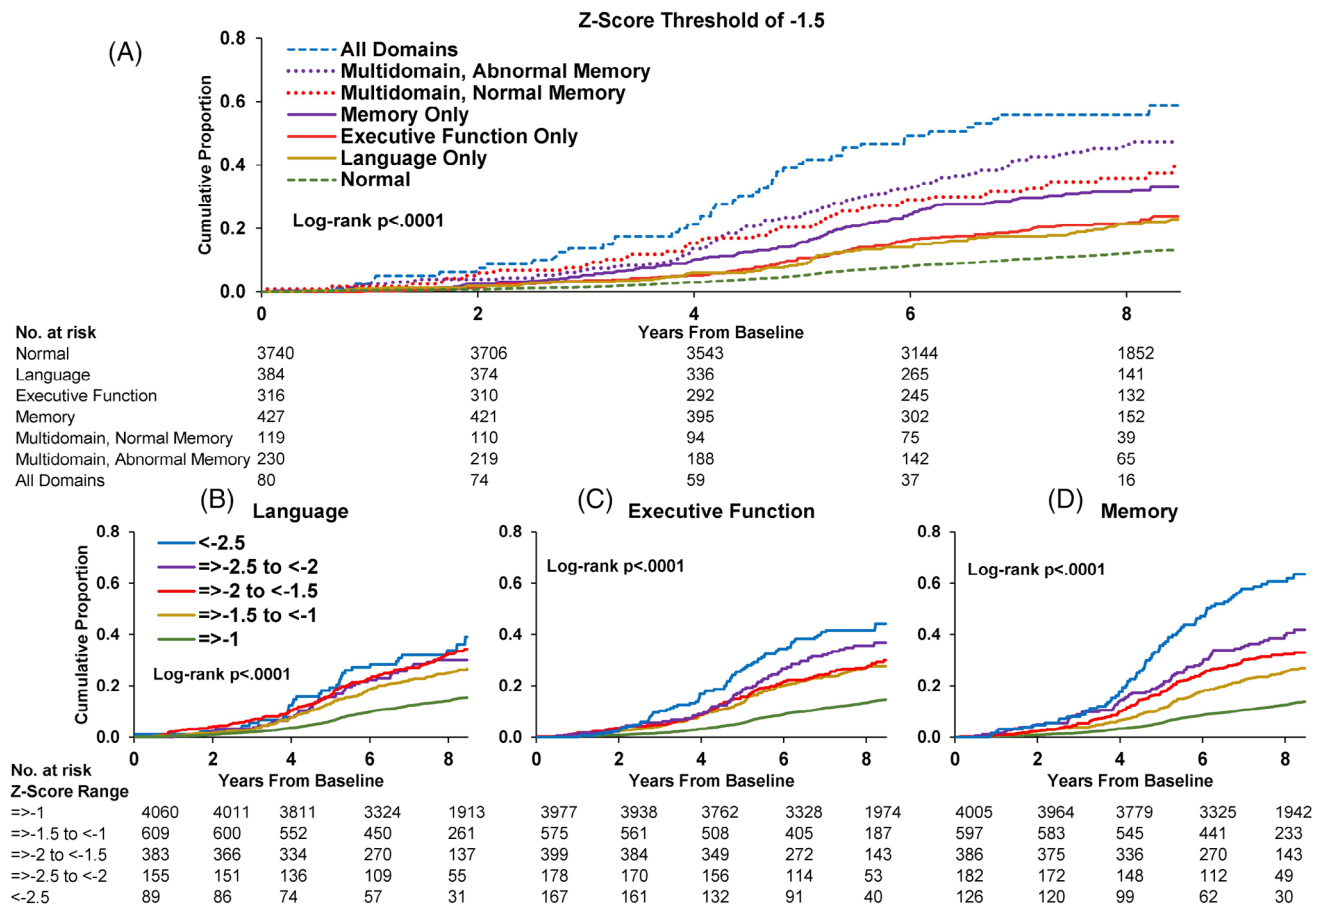 Z-Score Threshold of -1.5
(A)
0.8
0.6
0.4
0.2
0.0
Cumulative Proportion
All Domains
Multidomain, Abnormal Memory
Multidomain, Normal Memory
Memory Only
Executive Function Only
Language Only
Normal
Log-rank p<.0001
0 2 4 6 8
No. at risk Years From Baseline
Normal 3740 3706 3543 3144 1852
Language 384 374 336 265 141
Executive Function 316 310 292 245 132
Memory 427 421 395 302 152
Multidomain, Normal Memory 119 110 94 75 39
Multidomain, Abnormal Memory 230 219 188 142 65
All Domains 80 74 59 37 16
(B) Language
0.8
0.6
0.4
0.2
0.0
Cumulative Proportion
<-2.5
=>-2.5 to <-2
=>-2 to <-1.5
=>-1.5 to <-1
=>-1
Log-rank p<.0001
0 2 4 6 8
Years From Baseline
(C) Executive Function
0.8
0.6
0.4
0.2
0.0
Log-rank p<.0001
0 2 4 6 8
Years From Baseline
(D) Memory
0.8
0.6
0.4
0.2
0.0
Log-rank p<.0001
0 2 4 6 8
Years From Baseline
No. at risk
Z-Score Range
=>-1 4060 4011 3811 3324 1913 3977 3938 3762 3328 1974 4005 3964 3779 3325 1942
=>-1.5 to <-1 609 600 552 450 261 575 561 508 405 187 597 583 545 441 233
=>-2 to <-1.5 383 366 334 270 137 399 384 349 272 143 386 375 336 270 143
=>-2.5 to <-2 155 151 136 109 55 178 170 156 114 53 182 172 148 112 49
<-2.5 89 86 74 57 31 167 161 132 91 40 126 120 99 62 30